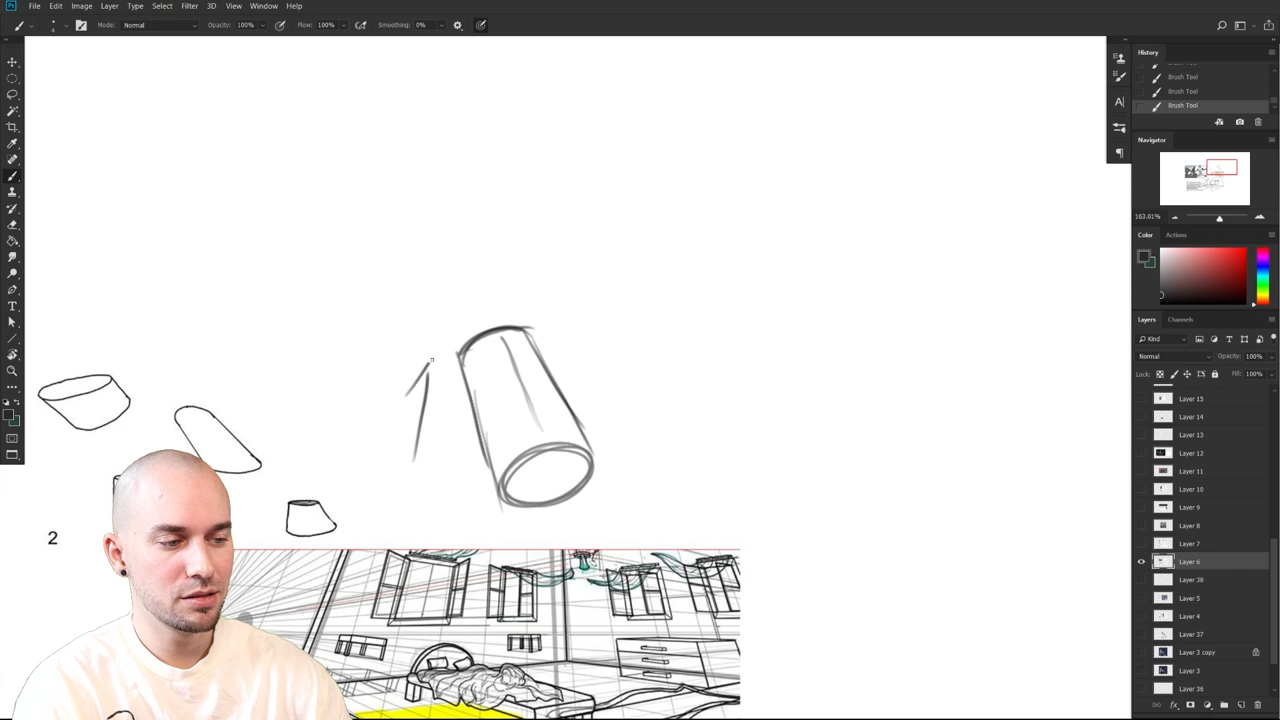 Ps File Edit Image Layer Type Select Filter 3D View Window Help
Mode: Normal Opacity: 100% Flow: 100% Smoothing: 0%
History
Brush Tool
Brush Tool
Brush Tool
Navigator
163.01%
Color Actions
Layers Channels
Kind
Normal Opacity: 100%
Lock: Fill: 100%
Layer 15
Layer 14
Layer 13
Layer 12
Layer 11
Layer 10
Layer 9
Layer 8
Layer 7
Layer 6
Layer 38
Layer 5
Layer 4
Layer 37
Layer 3 copy
Layer 3
Layer 36
2